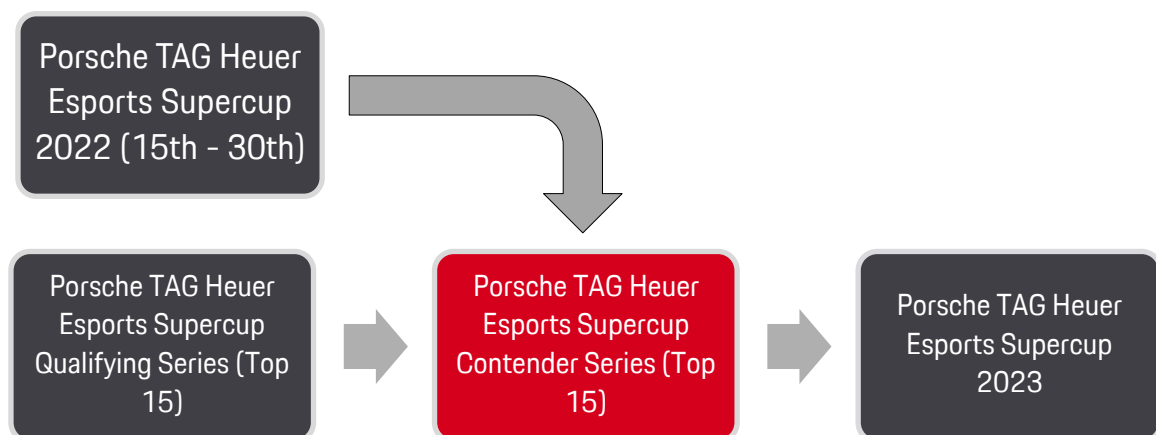 Porsche TAG Heuer
Esports Supercup
2022 (15th - 30th)
Porsche TAG Heuer
Esports Supercup
Qualifying Series (Top
15)
Porsche TAG Heuer
Esports Supercup
Contender Series (Top
15)
Porsche TAG Heuer
Esports Supercup
2023